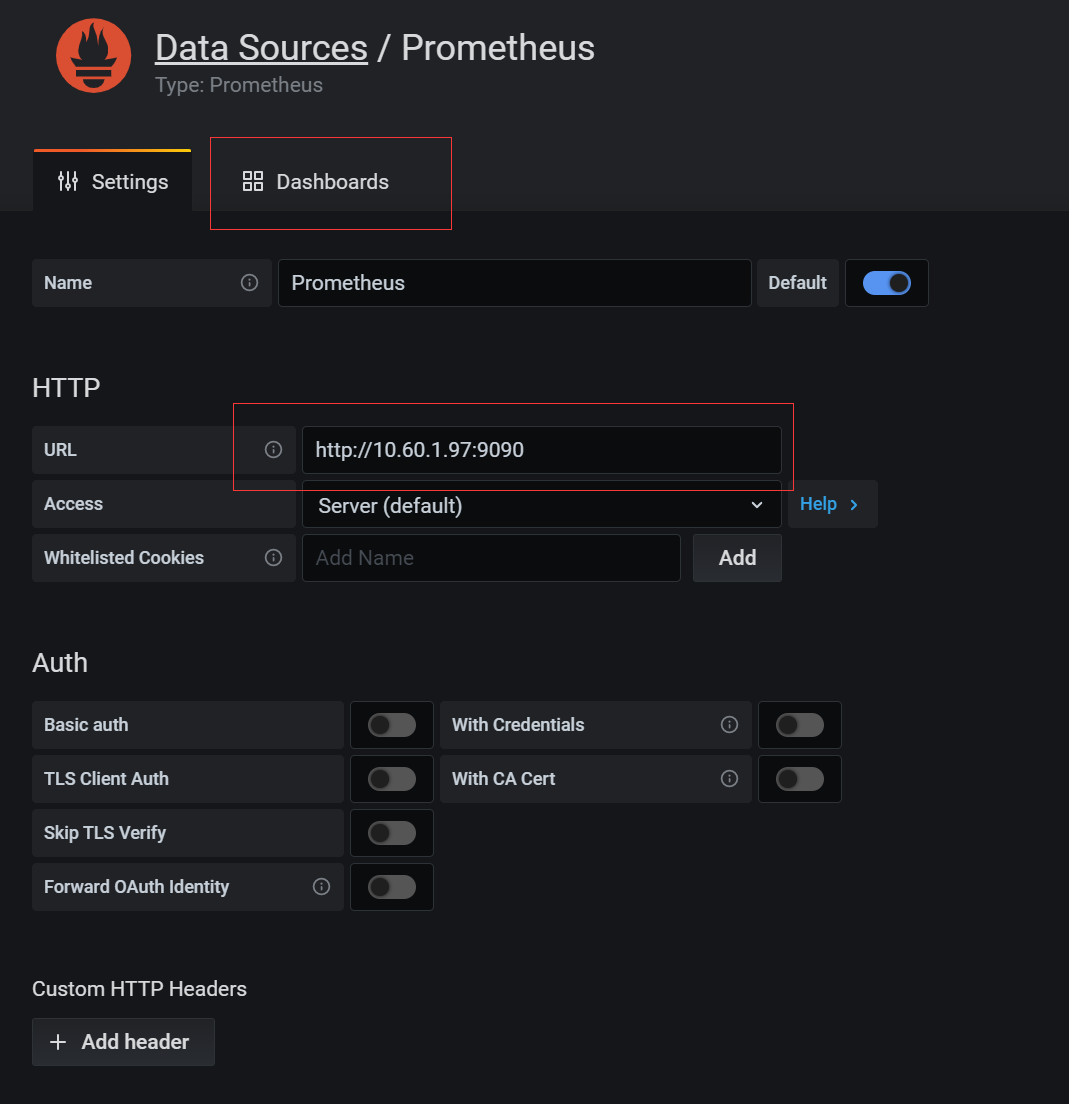 Data Sources / Prometheus
Type: Prometheus
Settings Dashboards
Name Prometheus Default
HTTP
URL http://10.60.1.97:9090
Access Server (default) Help
Whitelisted Cookies Add Name Add
Auth
Basic auth With Credentials
TLS Client Auth With CA Cert
Skip TLS Verify
Forward OAuth Identity
Custom HTTP Headers
+ Add header